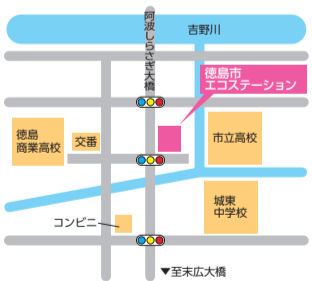 阿波しらさぎ大橋
吉野川
徳島市
エコステーション
徳島
商業高校
交番
市立高校
城東
中学校
コンビニ
▼至末広大橋